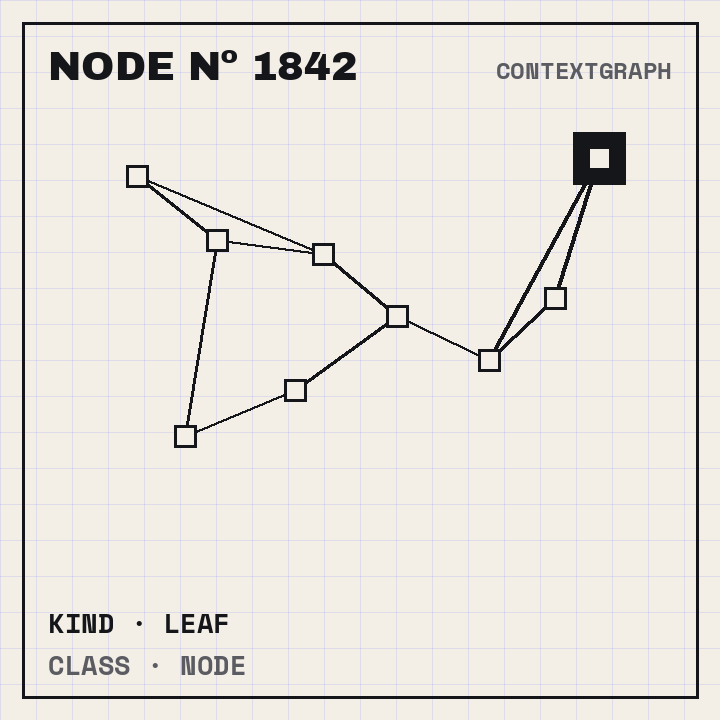 NODE Nº 1842
CONTEXTGRAPH
KIND · LEAF
CLASS · NODE